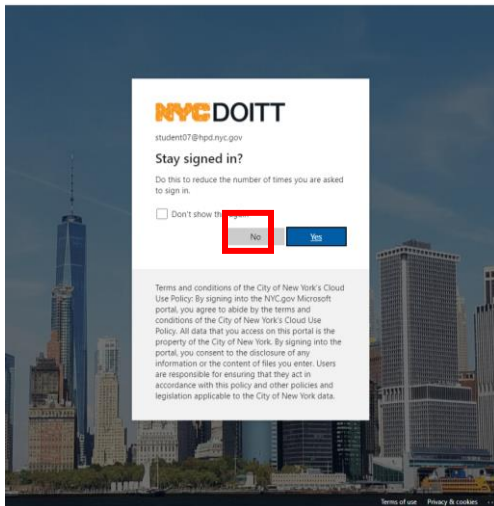 NYC DOITT
student07@hpd.nyc.gov
Stay signed in?
Do this to reduce the number of times you are asked
to sign in.
Don't show
No Yes
Terms and conditions of the City of New York's Cloud
Use Policy: By signing into the NYC.gov Microsoft
portal, you agree to abide by the terms and
conditions of the City of New York's Cloud Use
Policy. All data that you access on this portal is the
property of the City of New York. By signing into the
portal, you consent to the disclosure of any
information or the content of files you enter. Users
are responsible for ensuring that they act in
accordance with this policy and other policies and
legislation applicable to the City of New York data.
Terms of use Privacy & cookies